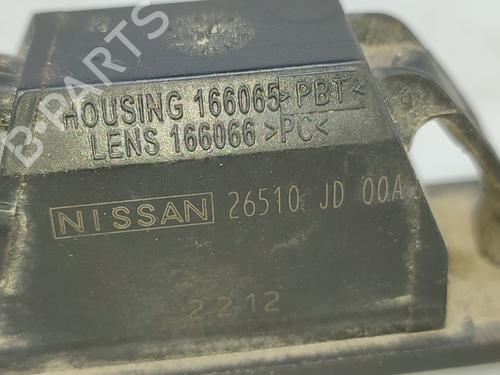 B-PARTS
HOUSING 166065 >PBT<
LENS 166066 >PC<
NISSAN 26510 JD 00A
2212